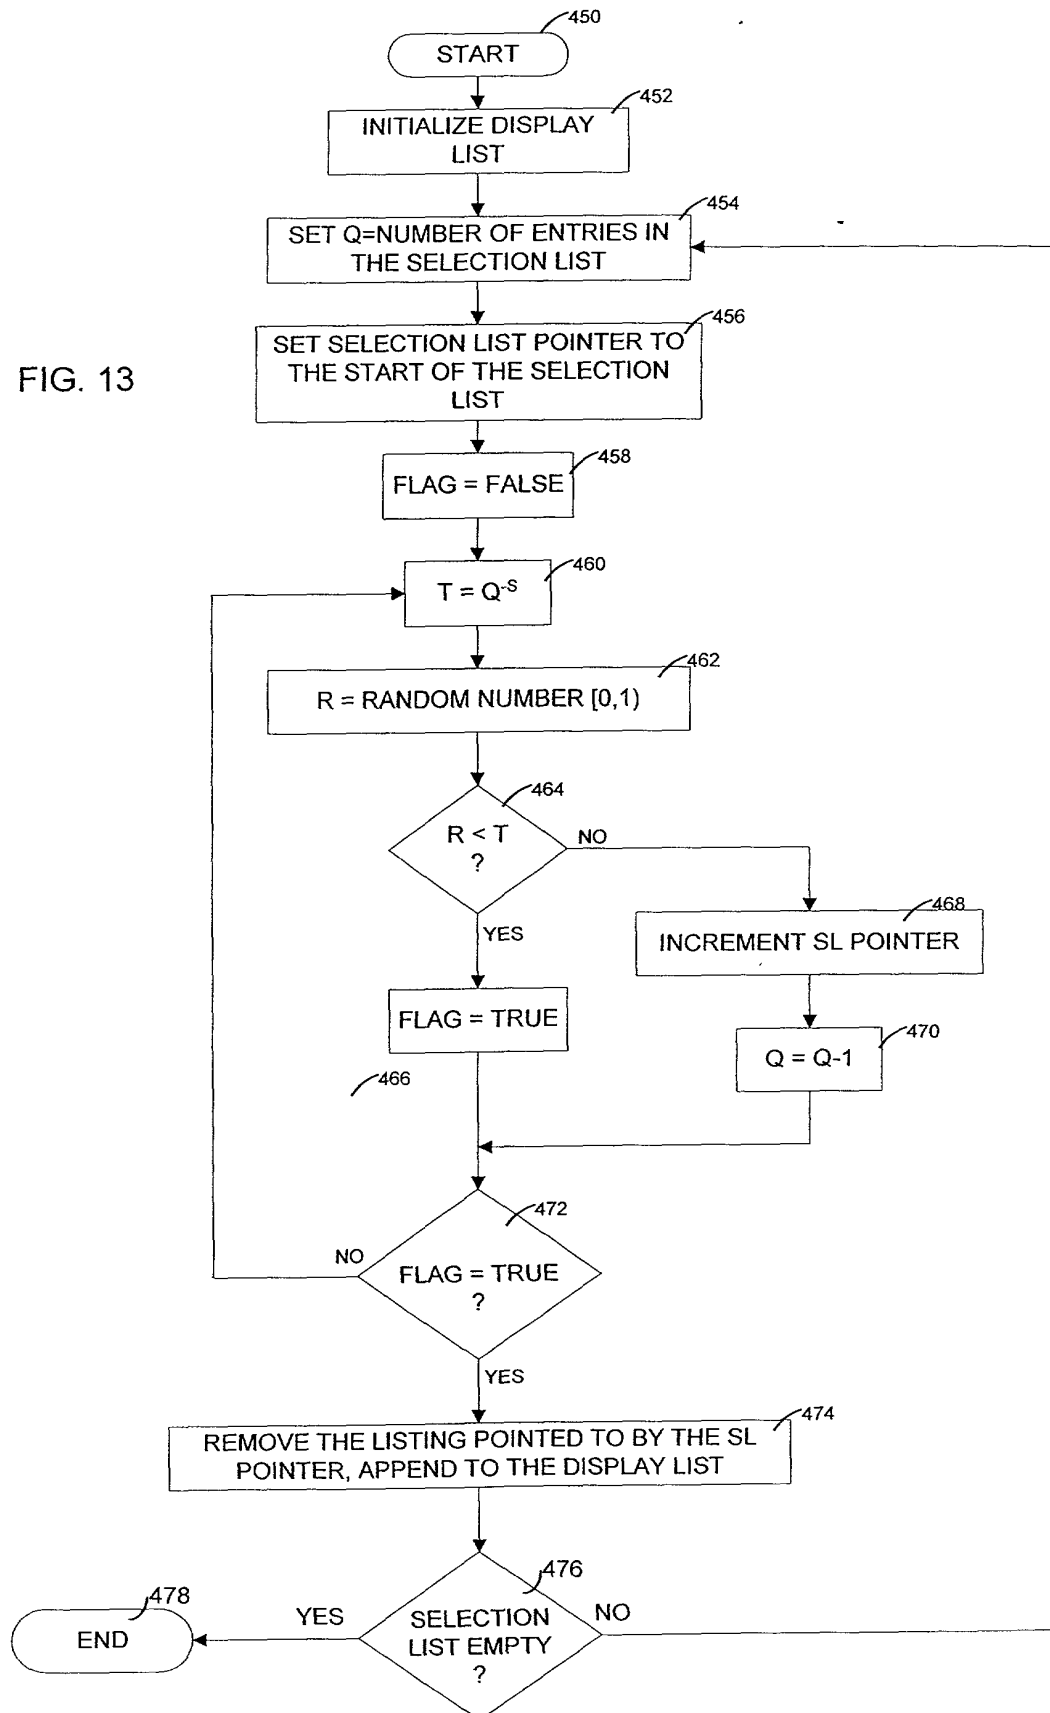 450
START
452
INITIALIZE DISPLAY
LIST
454
SET Q=NUMBER OF ENTRIES IN
THE SELECTION LIST
456
SET SELECTION LIST POINTER TO
THE START OF THE SELECTION
LIST
FIG. 13
458
FLAG = FALSE
460
T = Q^-S
462
R = RANDOM NUMBER [0,1)
464
R < T
?
NO
YES
468
INCREMENT SL POINTER
FLAG = TRUE
470
Q = Q-1
466
472
NO
FLAG = TRUE
?
YES
474
REMOVE THE LISTING POINTED TO BY THE SL
POINTER, APPEND TO THE DISPLAY LIST
476
478
YES
NO
SELECTION
LIST EMPTY
?
END